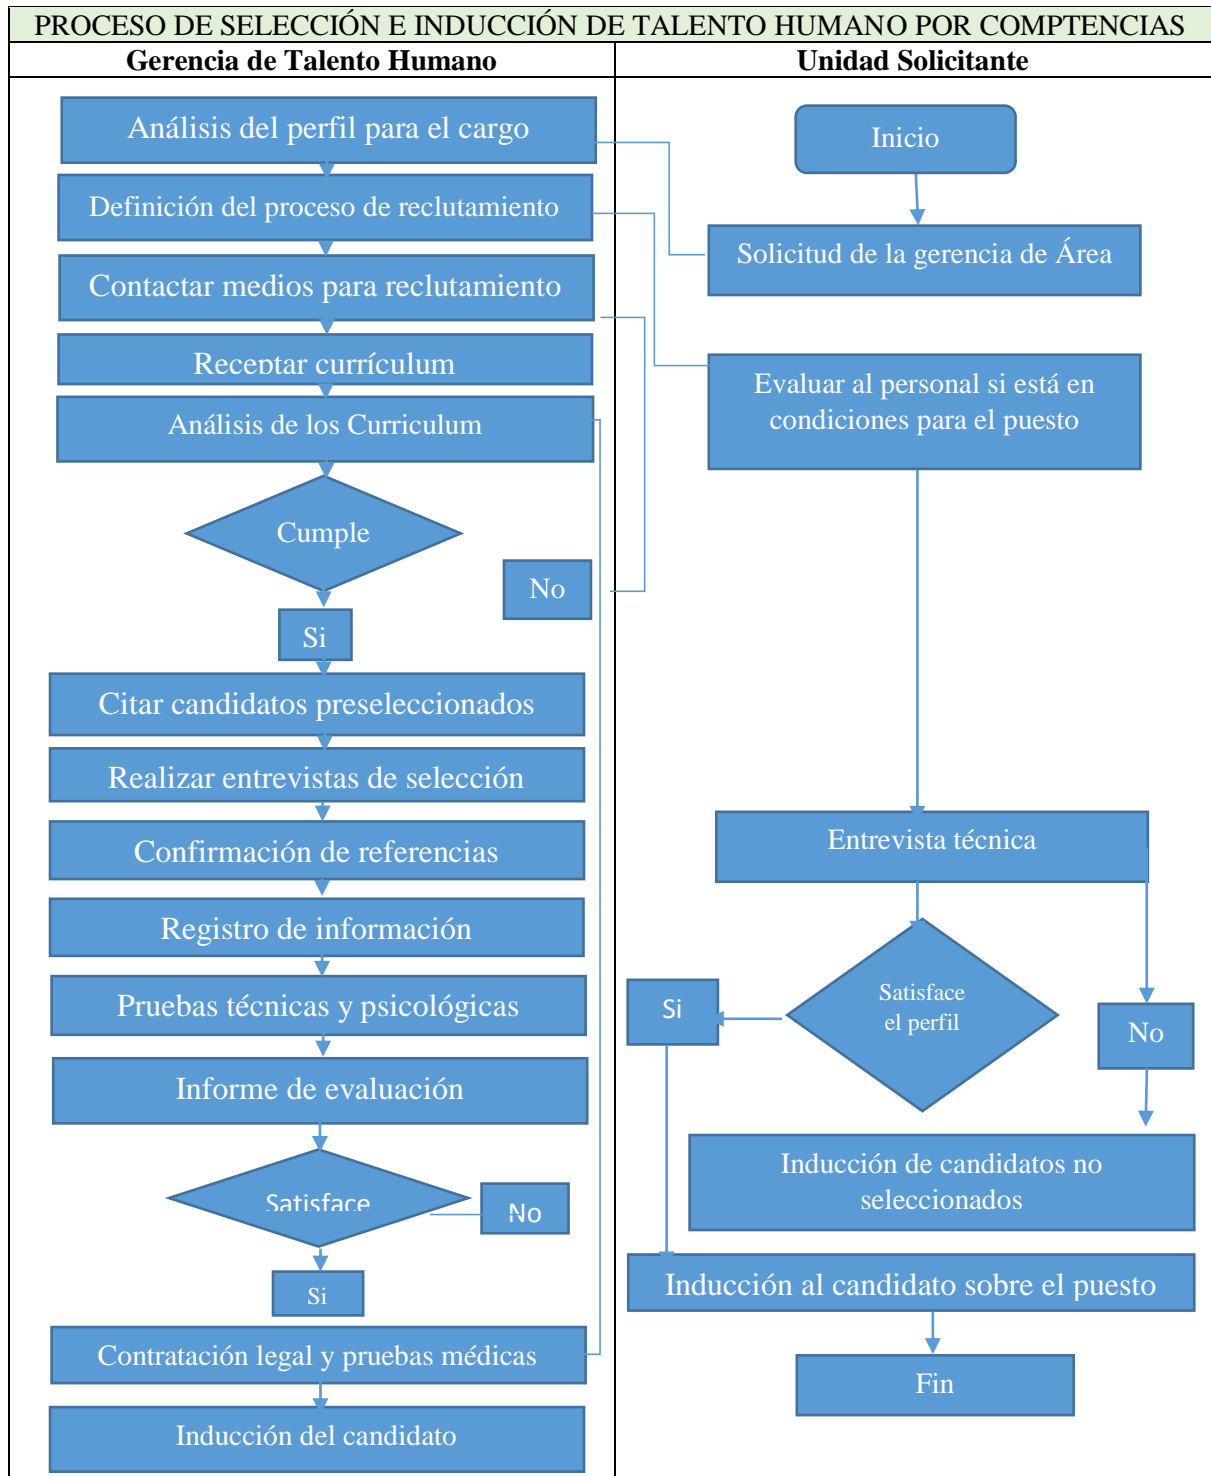 PROCESO DE SELECCIÓN E INDUCCIÓN DE TALENTO HUMANO POR COMPTENCIAS
Gerencia de Talento Humano
Unidad Solicitante
Análisis del perfil para el cargo
Definición del proceso de reclutamiento
Contactar medios para reclutamiento
Receptar currículum
Análisis de los Curriculum
Cumple
No
Si
Citar candidatos preseleccionados
Realizar entrevistas de selección
Confirmación de referencias
Registro de información
Pruebas técnicas y psicológicas
Informe de evaluación
Satisface
No
Si
Contratación legal y pruebas médicas
Inducción del candidato
Inicio
Solicitud de la gerencia de Área
Evaluar al personal si está en
condiciones para el puesto
Entrevista técnica
Satisface
el perfil
Si
No
Inducción de candidatos no
seleccionados
Inducción al candidato sobre el puesto
Fin